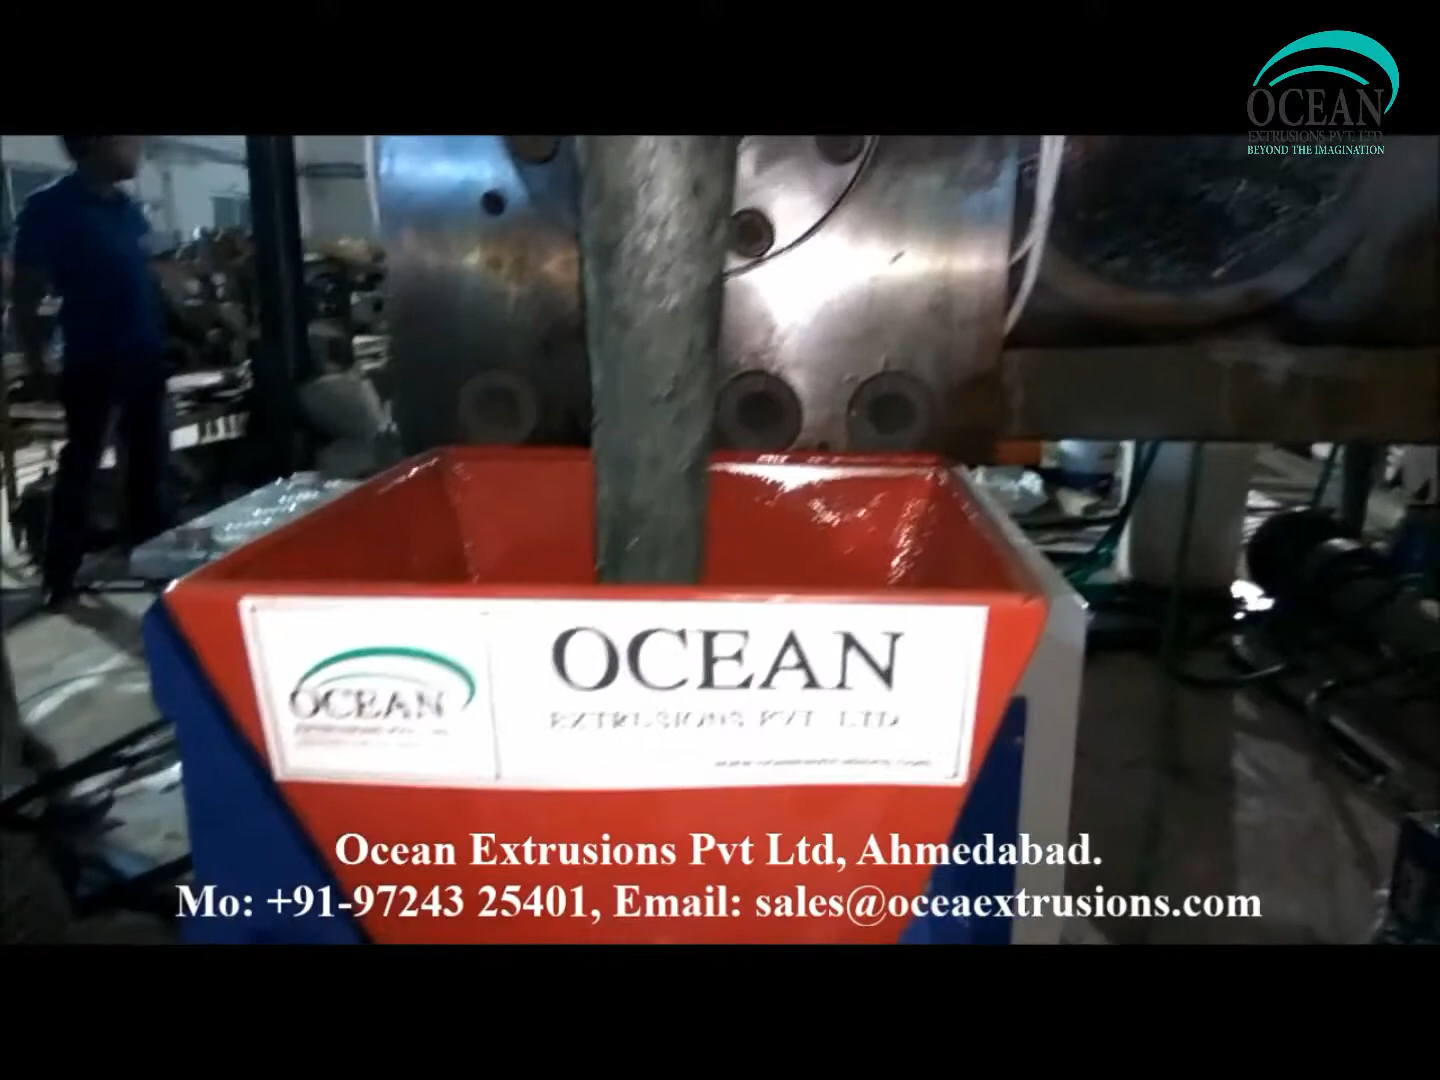 OCEAN
EXTRUSIONS PVT. LTD.
BEYOND THE IMAGINATION
OCEAN
OCEAN
EXTRUSIONS PVT. LTD.
Ocean Extrusions Pvt Ltd, Ahmedabad.
Mo: +91-97243 25401, Email: sales@oceaextrusions.com